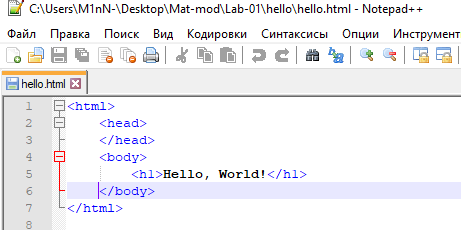 C:\Users\M1nN-\Desktop\Mat-mod\Lab-01\hello\hello.html - Notepad++
Файл Правка Поиск Вид Кодировки Синтаксисы Опции Инструмент
hello.html
1 <html>
2 <head>
3 </head>
4 <body>
5 <h1>Hello, World!</h1>
6 </body>
7 </html>
8